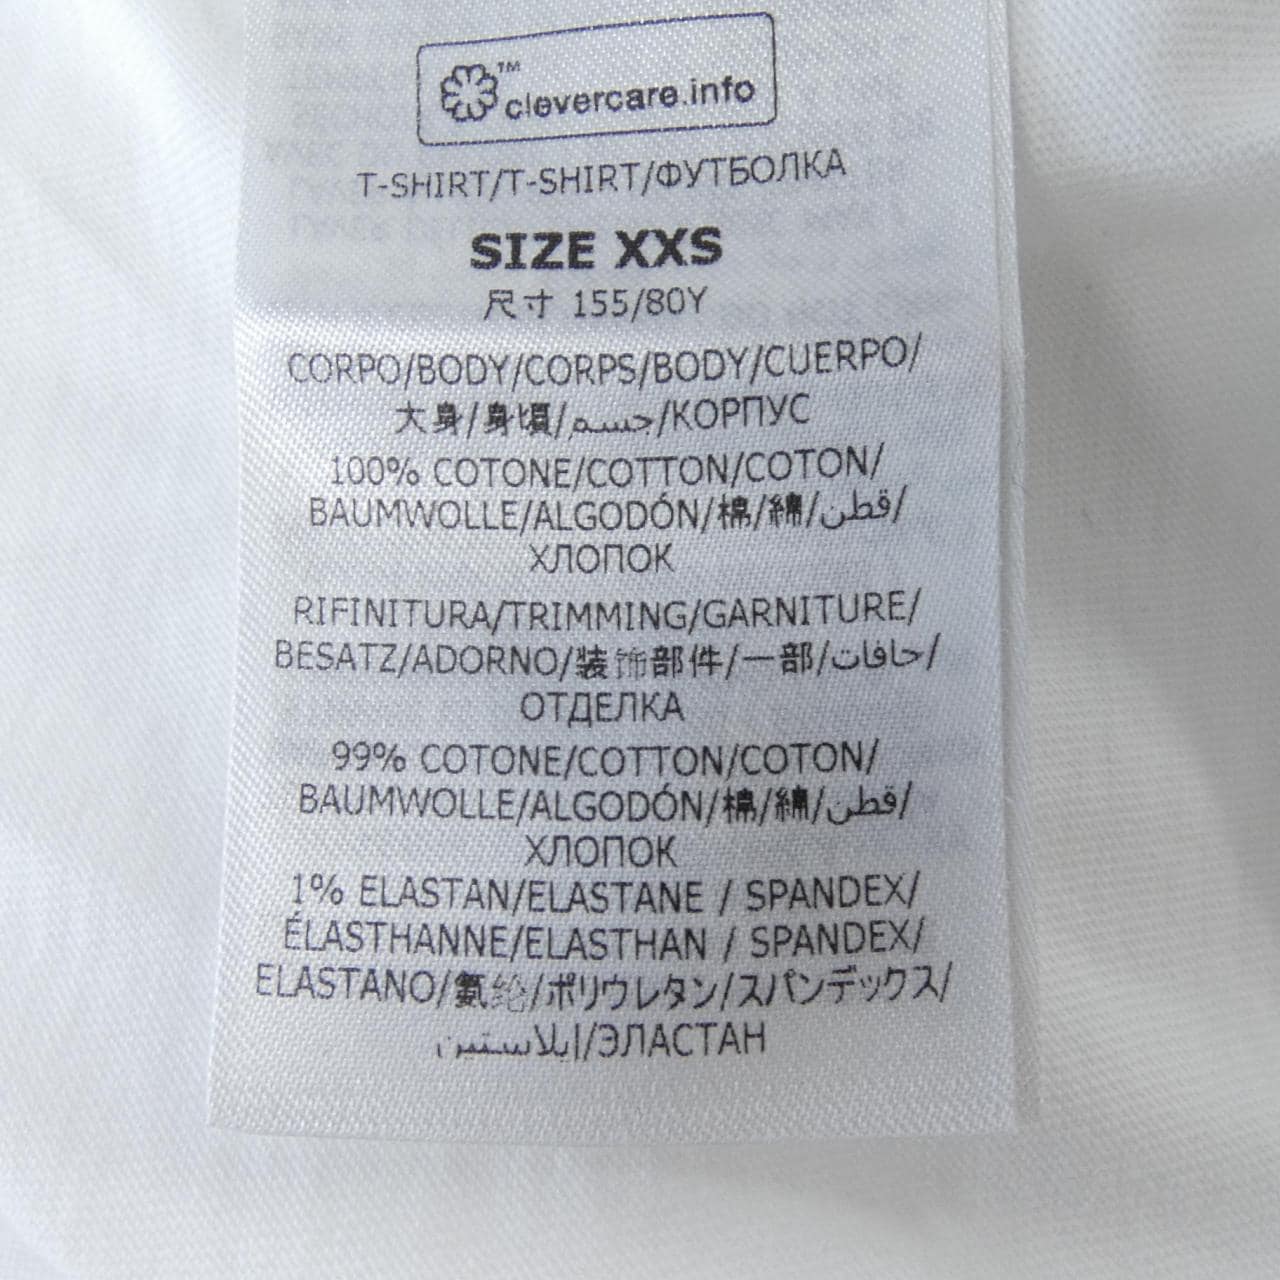 ™
clevercare.info
T-SHIRT/T-SHIRT/ФУТБОЛКА
SIZE XXS
尺寸 155/80Y
CORPO/BODY/CORPS/BODY/CUERPO/
大身/身頃/جسم/КОРПУС
100% COTONE/COTTON/COTON/
BAUMWOLLE/ALGODÓN/棉/綿/قطن/
ХЛОПОК
RIFINITURA/TRIMMING/GARNITURE/
BESATZ/ADORNO/装饰部件/一部/حافات/
ОТДЕЛКА
99% COTONE/COTTON/COTON/
BAUMWOLLE/ALGODÓN/棉/綿/قطن/
ХЛОПОК
1% ELASTAN/ELASTANE / SPANDEX/
ÉLASTHANNE/ELASTHAN / SPANDEX/
ELASTANO/氨纶/ポリウレタン/スパンデックス/
إيلاستين/ЭЛАСТАН